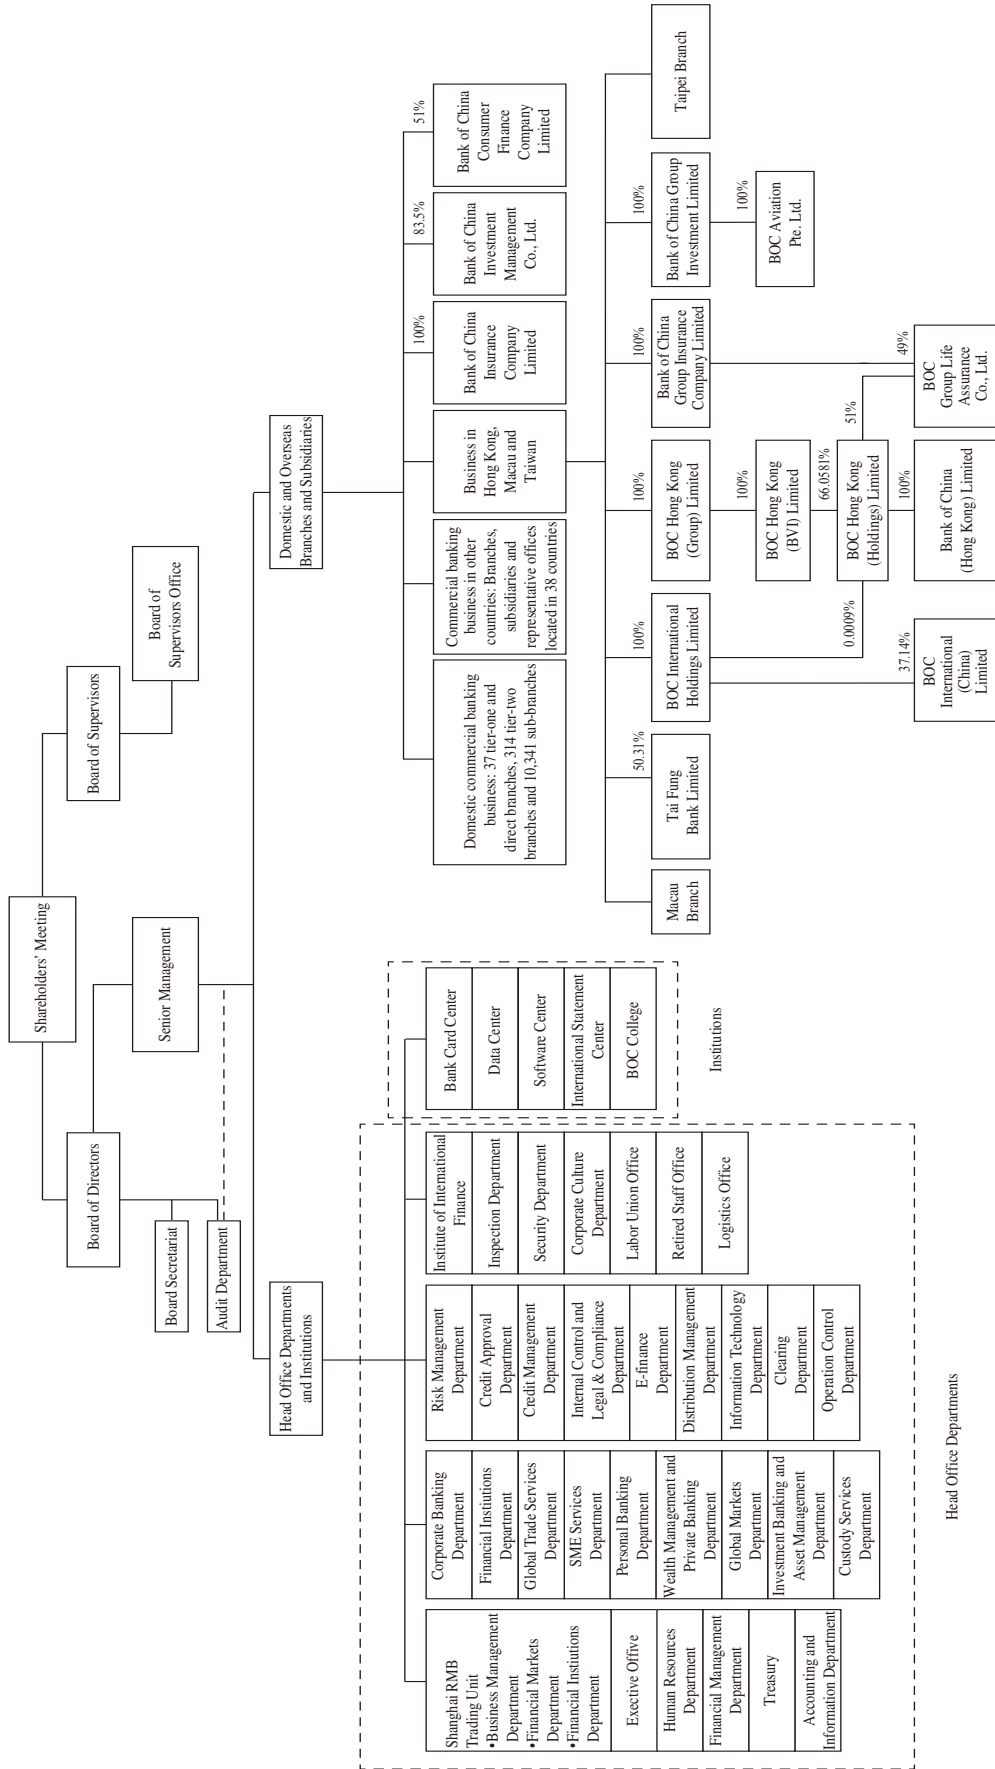 Shareholders' Meeting
Board of Directors
Board of Supervisors
Board Secretariat
Audit Department
Senior Management
Board of
Supervisors Office
Head Office Departments
and Institutions
Domestic and Overseas
Branches and Subsidiaries
Shanghai RMB
Trading Unit
•Business Management
Department
•Financial Markets
Department
•Financial Instiutions
Department
Exective Offive
Human Resources
Department
Financial Management
Department
Treasury
Accounting and
Information Department
Corporate Banking
Department
Financial Instiutions
Department
Global Trade Services
Department
SME Services
Department
Personal Banking
Department
Wealth Management and
Private Banking
Department
Global Markets
Department
Investment Banking and
Asset Management
Department
Custody Services
Department
Risk Management
Department
Credit Approval
Department
Credit Management
Department
Internal Control and
Legal & Compliance
Department
E-finance
Department
Distribution Management
Department
Information Technology
Department
Clearing
Department
Operation Control
Department
Institute of International
Finance
Inspection Department
Security Department
Corporate Culture
Department
Labor Union Office
Retired Staff Office
Logistics Office
Head Office Departments
Bank Card Center
Data Center
Software Center
International Statement
Center
BOC College
Institutions
Domestic commercial banking
business: 37 tier-one and
direct branches, 314 tier-two
branches and 10,341 sub-branches
Commercial banking
business in other
countries: Branches,
subsidiaries and
representative offices
located in 38 countries
Business in
Hong Kong,
Macau and
Taiwan
100%
Bank of China
Insurance
Company
Limited
83.5%
Bank of China
Investment
Management
Co., Ltd.
51%
Bank of China
Consumer
Finance
Company
Limited
Macau
Branch
50.31%
Tai Fung
Bank Limited
100%
BOC International
Holdings Limited
100%
BOC Hong Kong
(Group) Limited
100%
Bank of China
Group Insurance
Company Limited
100%
Bank of China Group
Investment Limited
Taipei Branch
100%
BOC Hong Kong
(BVI) Limited
100%
BOC Aviation
Pte. Ltd.
66.0581%
0.0009%
BOC Hong Kong
(Holdings) Limited
51%
37.14%
BOC
International
(China)
Limited
100%
Bank of China
(Hong Kong) Limited
49%
BOC
Group Life
Assurance
Co., Ltd.